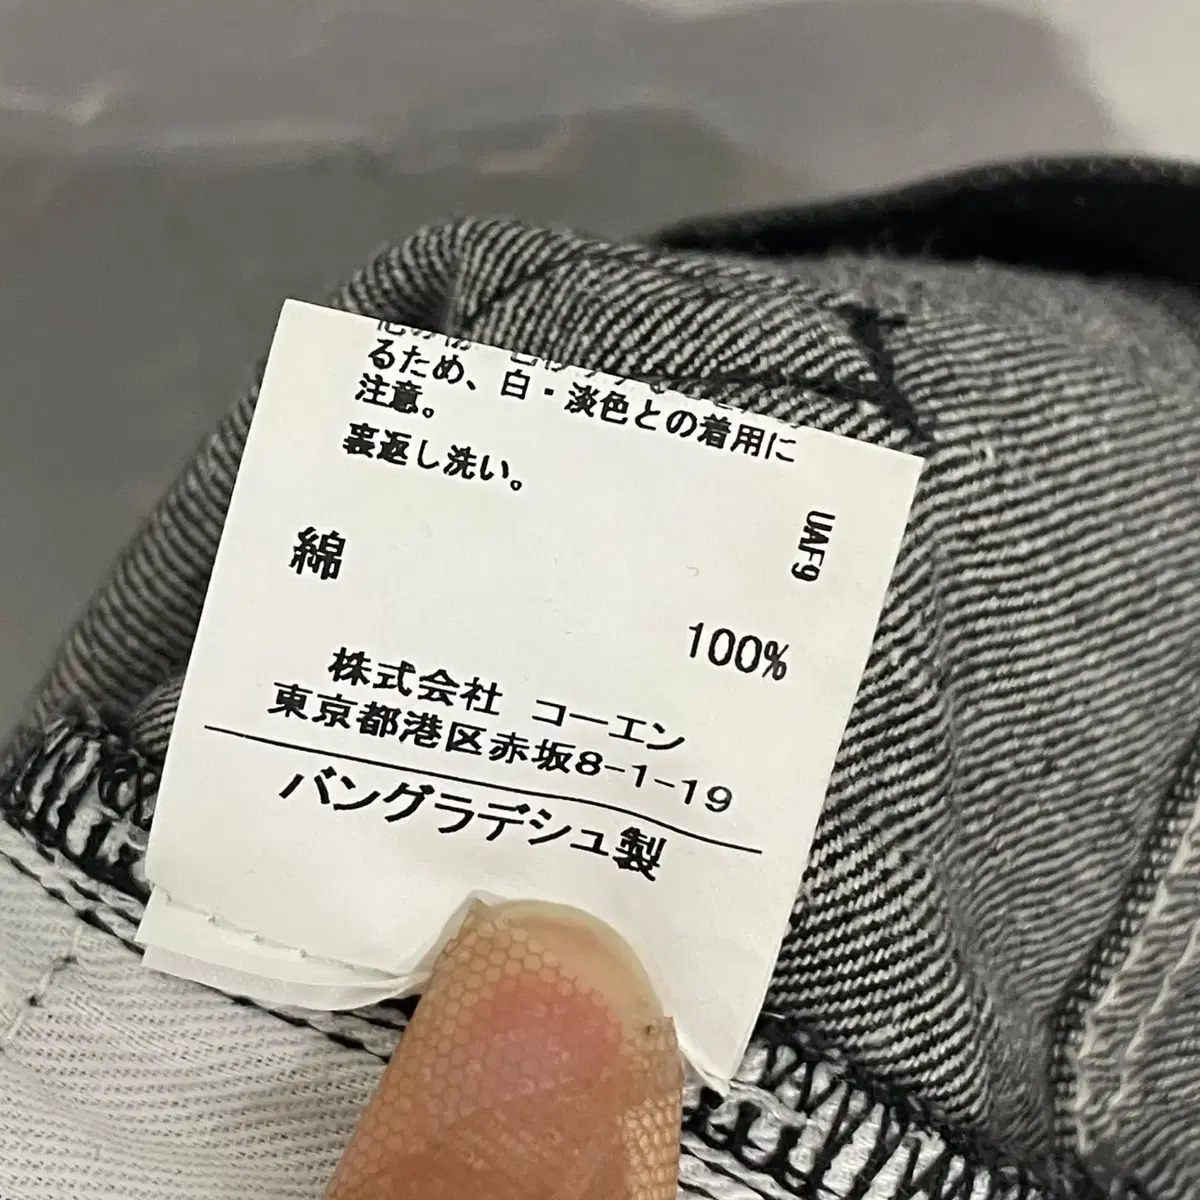 るため、白・淡色との着用に
注意。
裏返し洗い。
UAF9
綿
100%
株式会社 コーエン
東京都港区赤坂8-1-19
バングラデシュ製